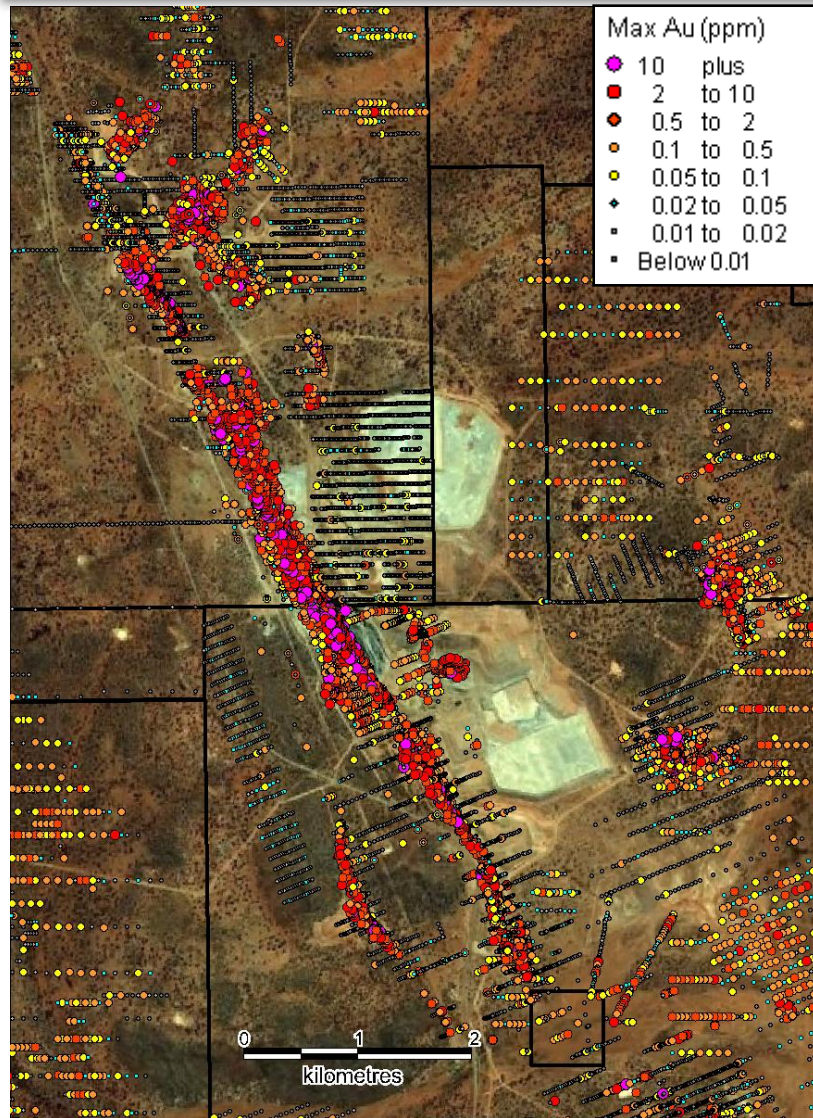 Max Au (ppm)
10 plus
2 to 10
0.5 to 2
0.1 to 0.5
0.05 to 0.1
0.02 to 0.05
0.01 to 0.02
Below 0.01
0 1 2
kilometres